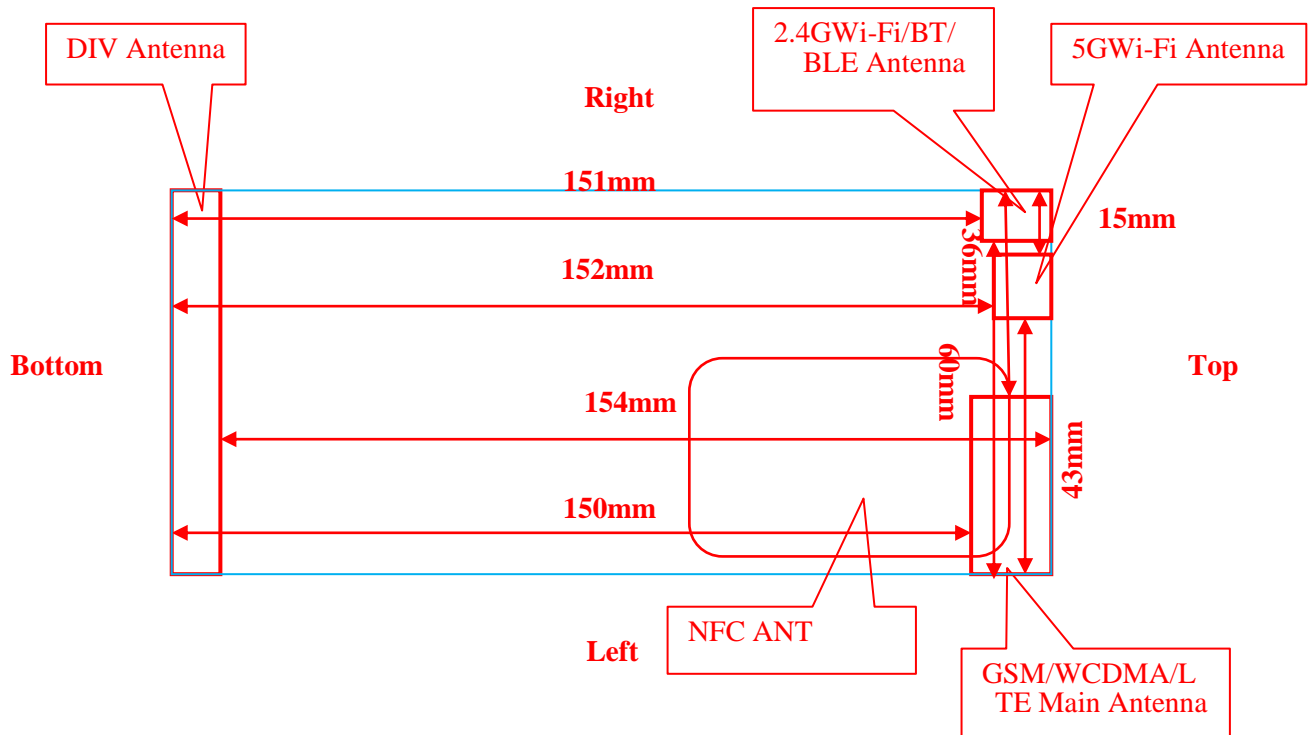 DIV Antenna
2.4GWi-Fi/BT/
BLE Antenna
5GWi-Fi Antenna
Right
151mm
15mm
36mm
152mm
Bottom
60mm
Top
154mm
43mm
150mm
NFC ANT
Left
GSM/WCDMA/L
TE Main Antenna